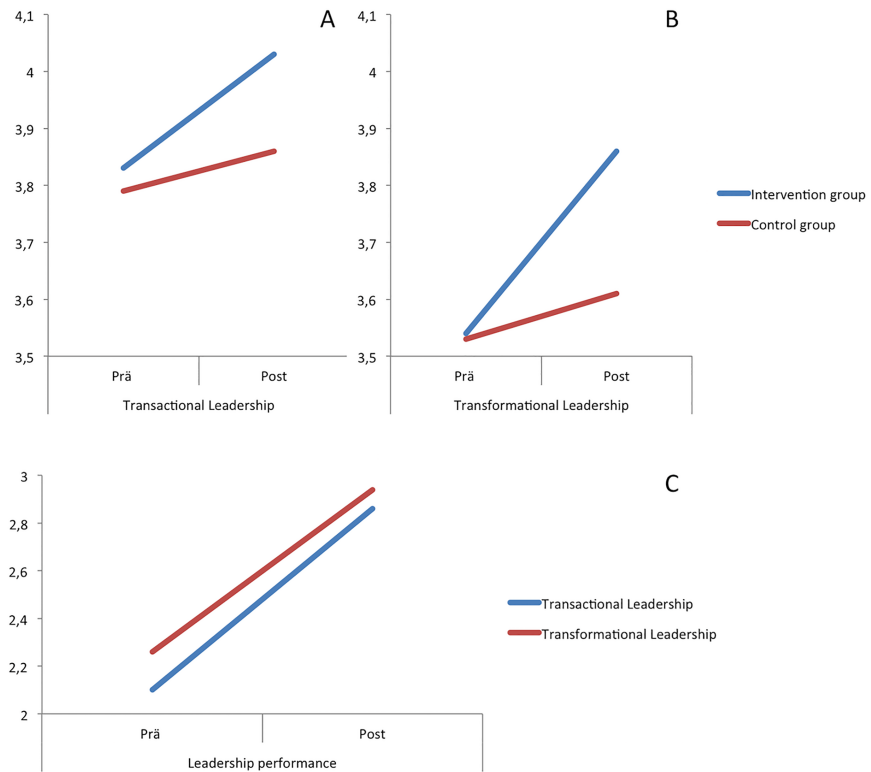 A
4,1
4
3,9
3,8
3,7
3,6
3,5
Prä
Post
Transactional Leadership
B
4,1
4
3,9
3,8
3,7
3,6
3,5
Prä
Post
Transformational Leadership
Intervention group
Control group
C
3
2,8
2,6
2,4
2,2
2
Prä
Post
Leadership performance
Transactional Leadership
Transformational Leadership